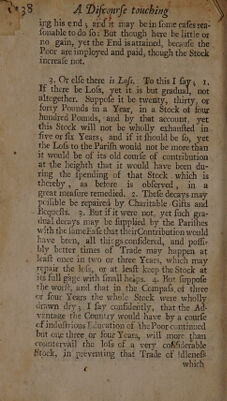 38 A Discourse touching
ing his end; and it may be in some cases rea-
sonable to do so: But though here be little or
no gain, yet the End is attained, because the
Poor are imployed and paid, though the Stock
increase not.
3. Or else there is Loss. To this I say, 1.
If there be Loss, yet it is but gradual, not
altogether. Suppose it be twenty, thirty, or
forty Pounds in a Year, in a Stock of four
hundred Pounds, and by that account, yet
this Stock will not be wholly exhausted in
five or six Years, and if it should be so, yet
the Loss to the Parish would not be more than
it would be of its old course of contribution
at the heighth that it would have been du-
ring the spending of that Stock which is
thereby, as before is observed, in a
great measure remedied. 2. These decays may
possible be repaired by Charitable Gifts and
Bequests. 3. But if it were not, yet such gra-
dual decays may be supplied by the Parishes
with the same Ease that their Contribution would
have been, all things considered, and possi-
bly better times of Trade may happen at
least once in two or three Years, which may
repair the loss, or at least keep the Stock at
its full gage with small helps. 4. But suppose
the worst, and that in the Compass of three
or four Years the whole Stock were wholly
drawn dry; I say confidently, that the Ad-
vantage the Country would have by a course
of industrious Education of the Poor continued
but one three or four Years, will more than
countervail the loss of a very considerable
Stock, in preventing that Trade of Idleness
which